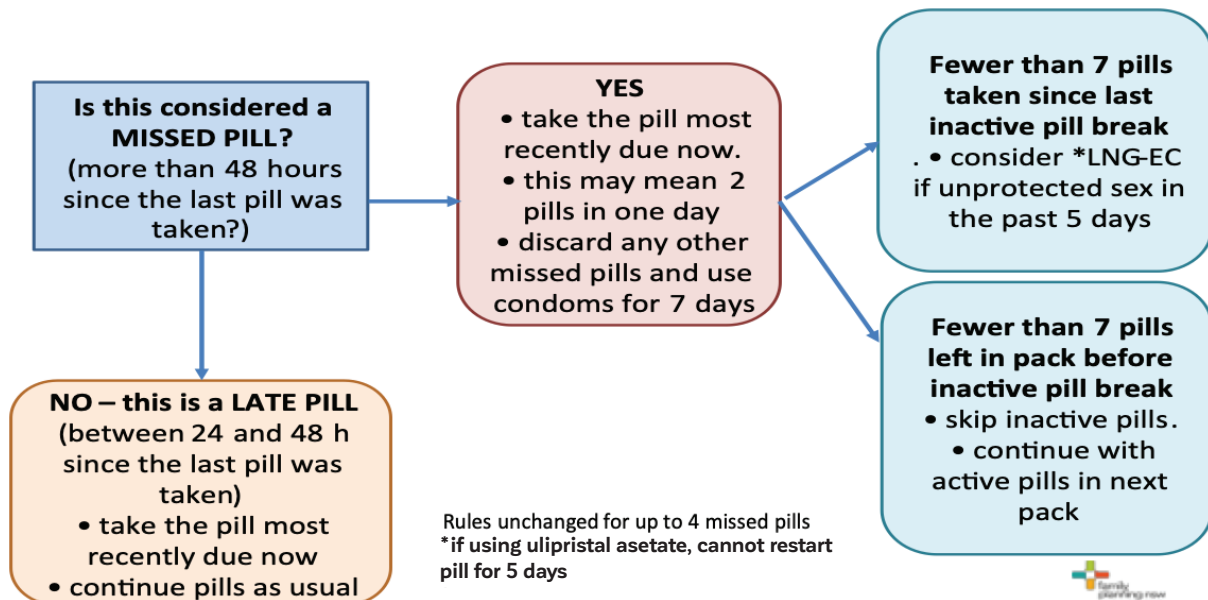 Is this considered a
MISSED PILL?
(more than 48 hours
since the last pill was
taken?)
YES
• take the pill most
recently due now.
• this may mean 2
pills in one day
• discard any other
missed pills and use
condoms for 7 days
Fewer than 7 pills
taken since last
inactive pill break
. • consider *LNG-EC
if unprotected sex in
the past 5 days
Fewer than 7 pills
left in pack before
inactive pill break
• skip inactive pills.
• continue with
active pills in next
pack
NO – this is a LATE PILL
(between 24 and 48 h
since the last pill was
taken)
• take the pill most
recently due now
• continue pills as usual
Rules unchanged for up to 4 missed pills
*if using ulipristal asetate, cannot restart
pill for 5 days
family
planning nsw